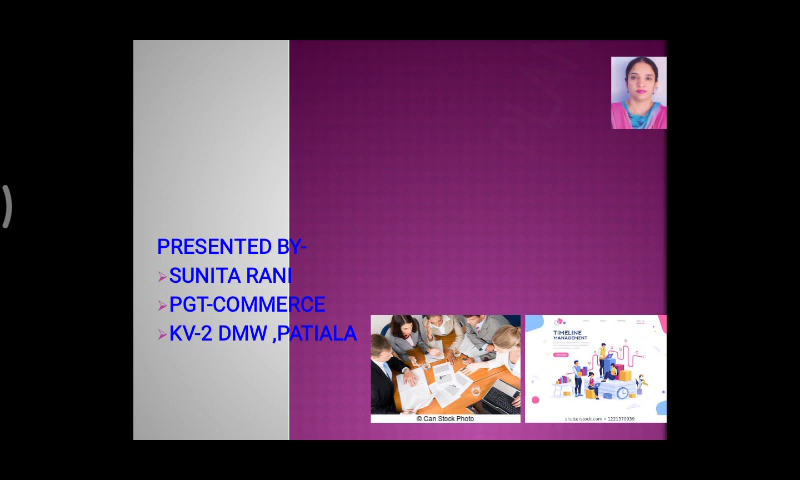 PRESENTED BY-
SUNITA RANI
PGT-COMMERCE
KV-2 DMW ,PATIALA
TIMELINE
MANAGEMENT
© Can Stock Photo